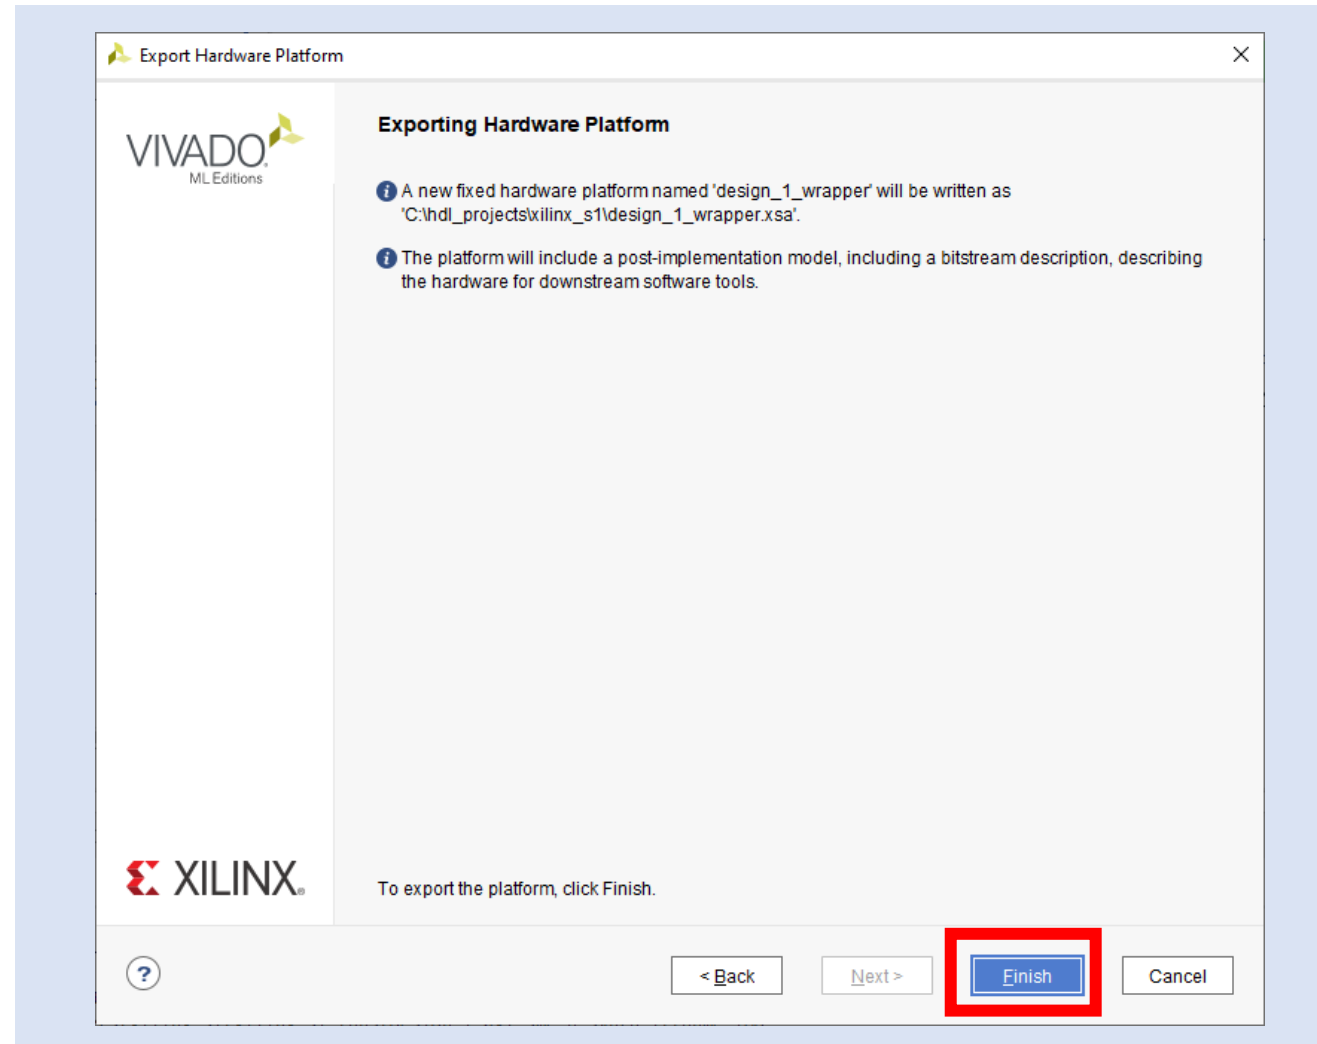 Export Hardware Platform
VIVADO.
ML Editions
Exporting Hardware Platform
A new fixed hardware platform named 'design_1_wrapper' will be written as
'C:\hdl_projects\xilinx_s1\design_1_wrapper.xsa'.
The platform will include a post-implementation model, including a bitstream description, describing
the hardware for downstream software tools.
XILINX.
To export the platform, click Finish.
?
< Back
Next >
Finish
Cancel